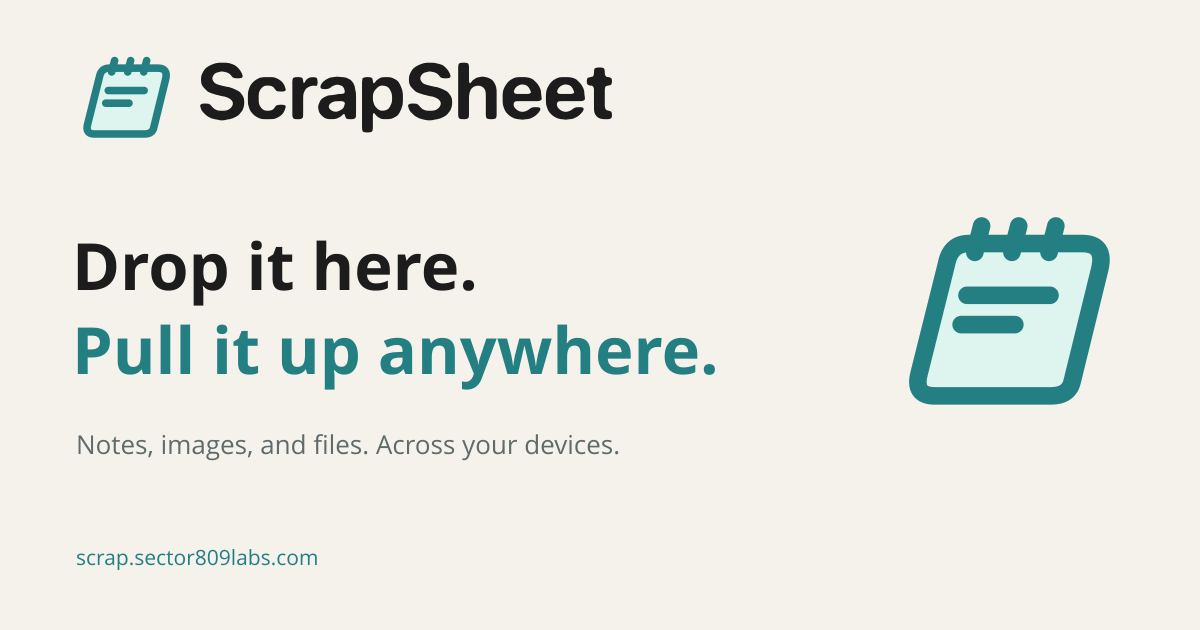 ScrapSheet
Drop it here.
Pull it up anywhere.
Notes, images, and files. Across your devices.
scrap.sector809labs.com